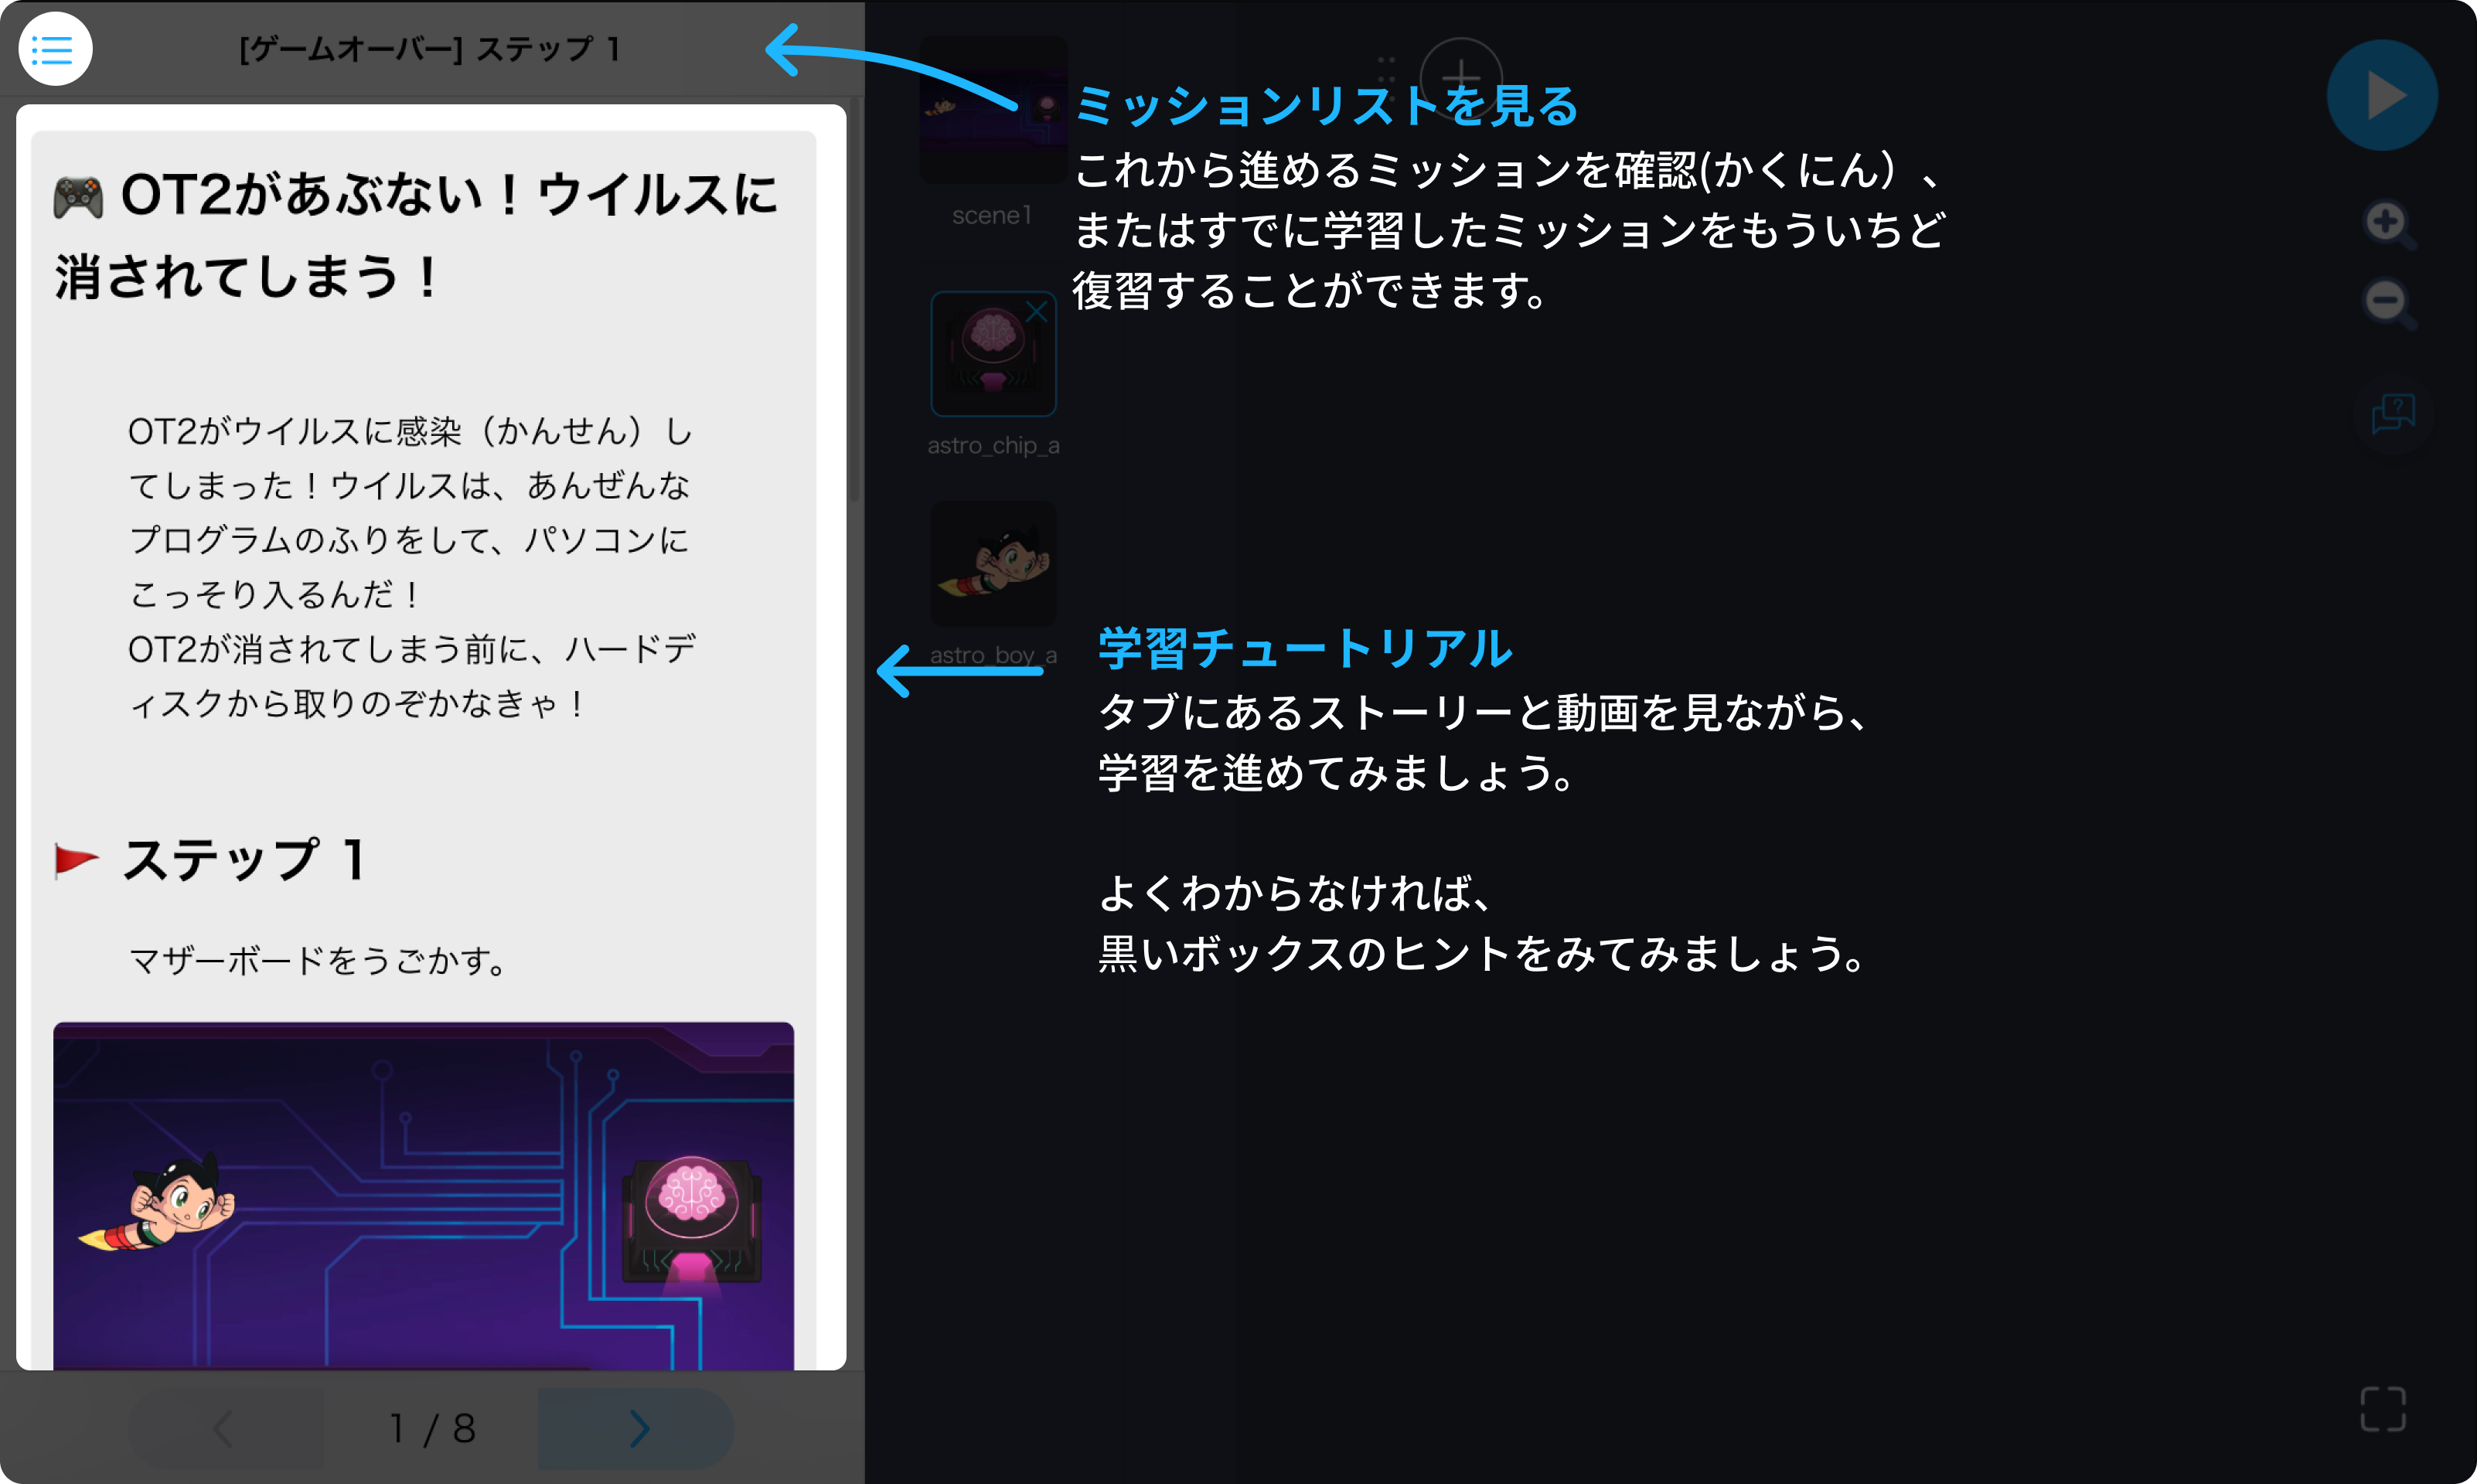 [ゲームオーバー] ステップ 1
🎮 OT2があぶない！ウイルスに
消されてしまう！
OT2がウイルスに感染（かんせん）し
てしまった！ウイルスは、あんぜんな
プログラムのふりをして、パソコンに
こっそり入るんだ！
OT2が消されてしまう前に、ハードデ
ィスクから取りのぞかなきゃ！
🚩 ステップ 1
マザーボードをうごかす。
1 / 8
scene1
astro_chip_a
astro_boy_a
ミッションリストを見る
これから進めるミッションを確認(かくにん）、
またはすでに学習したミッションをもういちど
復習することができます。
学習チュートリアル
タブにあるストーリーと動画を見ながら、
学習を進めてみましょう。
よくわからなければ、
黒いボックスのヒントをみてみましょう。